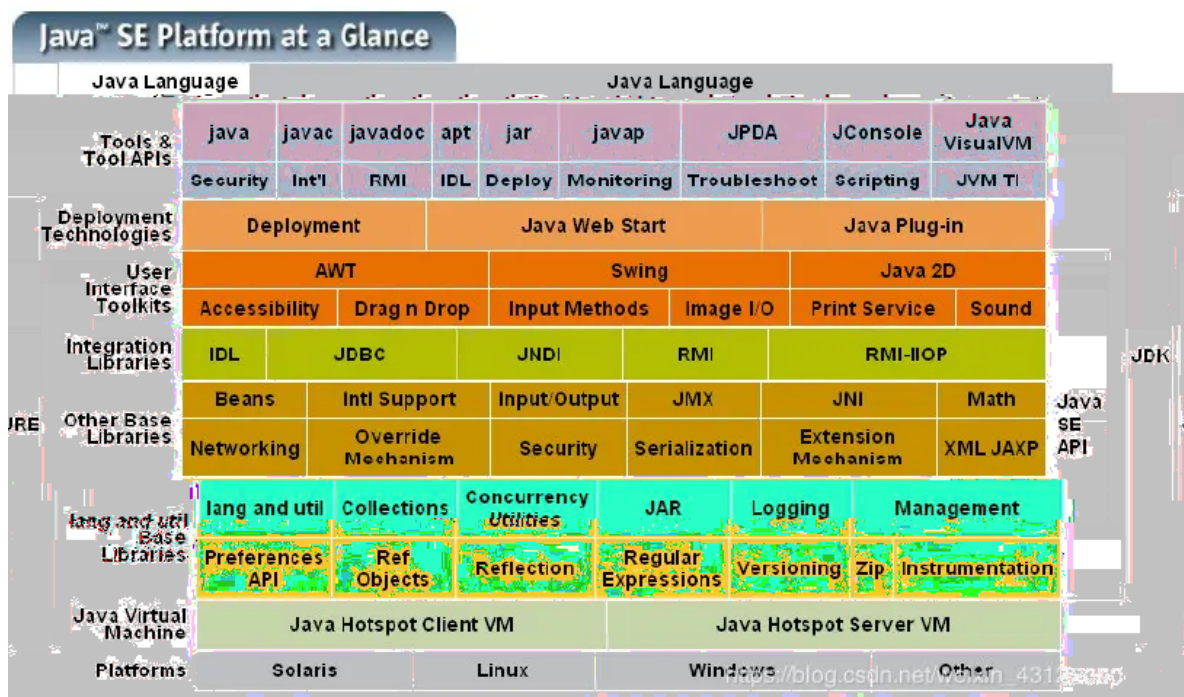 Java™ SE Platform at a Glance
Java Language Java Language
Tools & Tool APIs
java javac javadoc apt jar javap JPDA JConsole Java VisualVM
Security Int'l RMI IDL Deploy Monitoring Troubleshoot Scripting JVM TI
Deployment Technologies
Deployment Java Web Start Java Plug-in
User Interface Toolkits
AWT Swing Java 2D
Accessibility Drag n Drop Input Methods Image I/O Print Service Sound
Integration Libraries
IDL JDBC JNDI RMI RMI-IIOP
JDK
JRE
Other Base Libraries
Beans Intl Support Input/Output JMX JNI Math
Java SE API
Networking Override Mechanism Security Serialization Extension Mechanism XML JAXP
lang and util Base Libraries
lang and util Collections Concurrency Utilities JAR Logging Management
Preferences API Ref Objects Reflection Regular Expressions Versioning Zip Instrumentation
Java Virtual Machine
Java Hotspot Client VM Java Hotspot Server VM
Platforms
Solaris Linux Windows Other